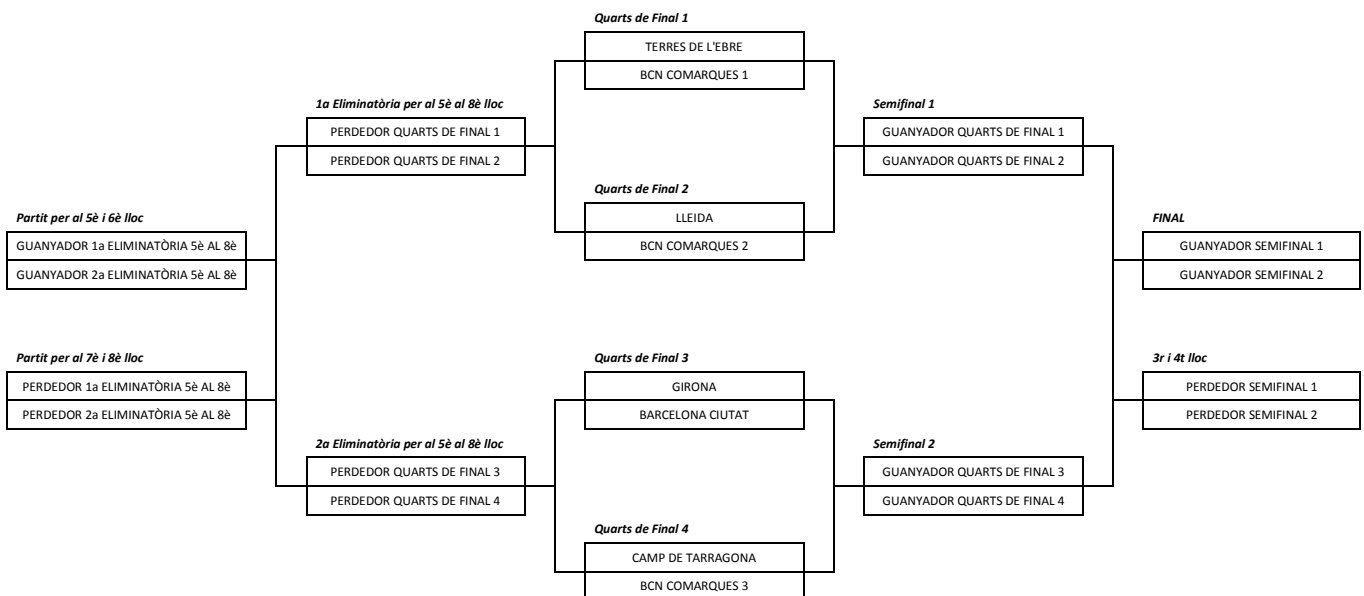 Quarts de Final 1
TERRES DE L'EBRE
BCN COMARQUES 1
1a Eliminatòria per al 5è al 8è lloc
PERDEDOR QUARTS DE FINAL 1
PERDEDOR QUARTS DE FINAL 2
Semifinal 1
GUANYADOR QUARTS DE FINAL 1
GUANYADOR QUARTS DE FINAL 2
Quarts de Final 2
LLEIDA
BCN COMARQUES 2
Partit per al 5è i 6è lloc
GUANYADOR 1a ELIMINATÒRIA 5è AL 8è
GUANYADOR 2a ELIMINATÒRIA 5è AL 8è
FINAL
GUANYADOR SEMIFINAL 1
GUANYADOR SEMIFINAL 2
Partit per al 7è i 8è lloc
PERDEDOR 1a ELIMINATÒRIA 5è AL 8è
PERDEDOR 2a ELIMINATÒRIA 5è AL 8è
Quarts de Final 3
GIRONA
BARCELONA CIUTAT
3r i 4t lloc
PERDEDOR SEMIFINAL 1
PERDEDOR SEMIFINAL 2
2a Eliminatòria per al 5è al 8è lloc
PERDEDOR QUARTS DE FINAL 3
PERDEDOR QUARTS DE FINAL 4
Semifinal 2
GUANYADOR QUARTS DE FINAL 3
GUANYADOR QUARTS DE FINAL 4
Quarts de Final 4
CAMP DE TARRAGONA
BCN COMARQUES 3